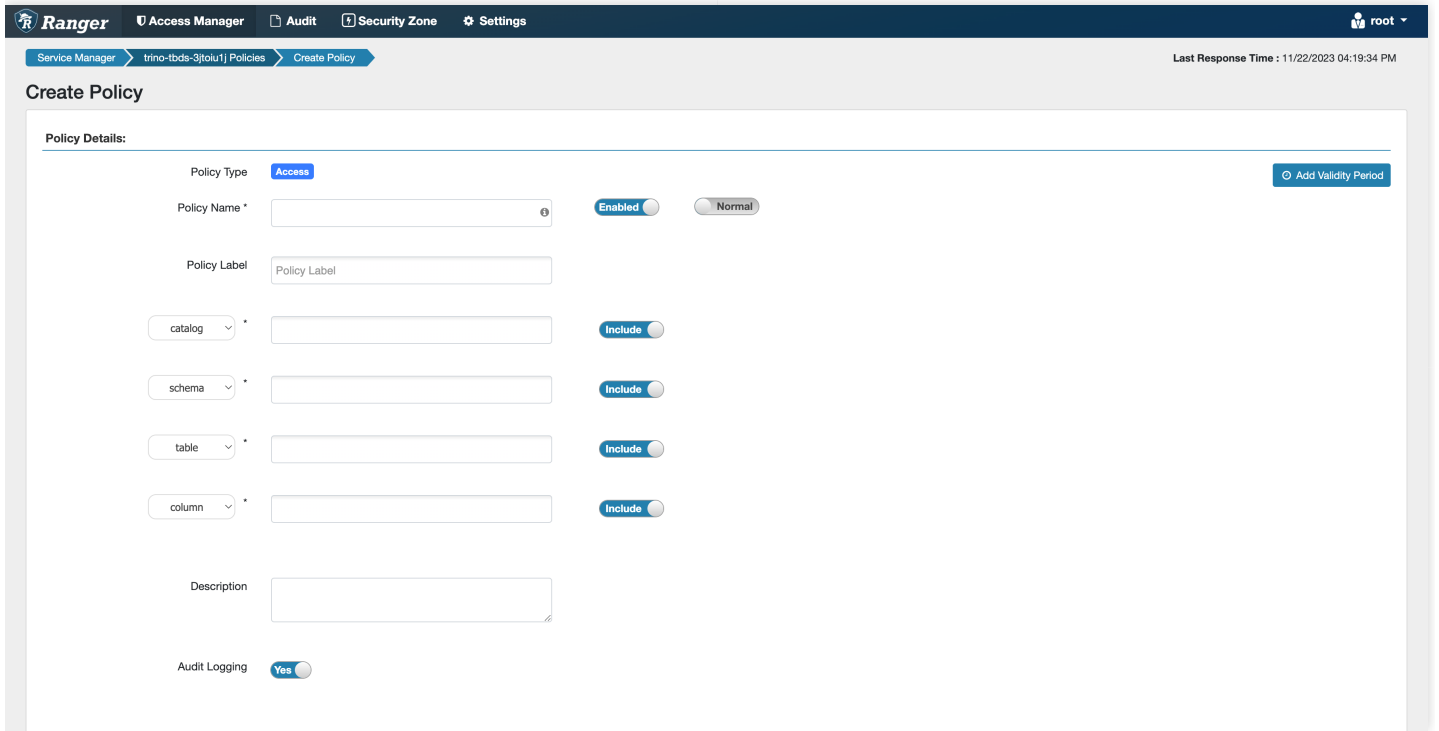 Ranger Access Manager Audit Security Zone Settings root
Service Manager trino-tbds-3jtoiu1j Policies Create Policy Last Response Time : 11/22/2023 04:19:34 PM
Create Policy
Policy Details:
Policy Type Access Add Validity Period
Policy Name * Enabled Normal
Policy Label Policy Label
catalog * Include
schema * Include
table * Include
column * Include
Description
Audit Logging Yes